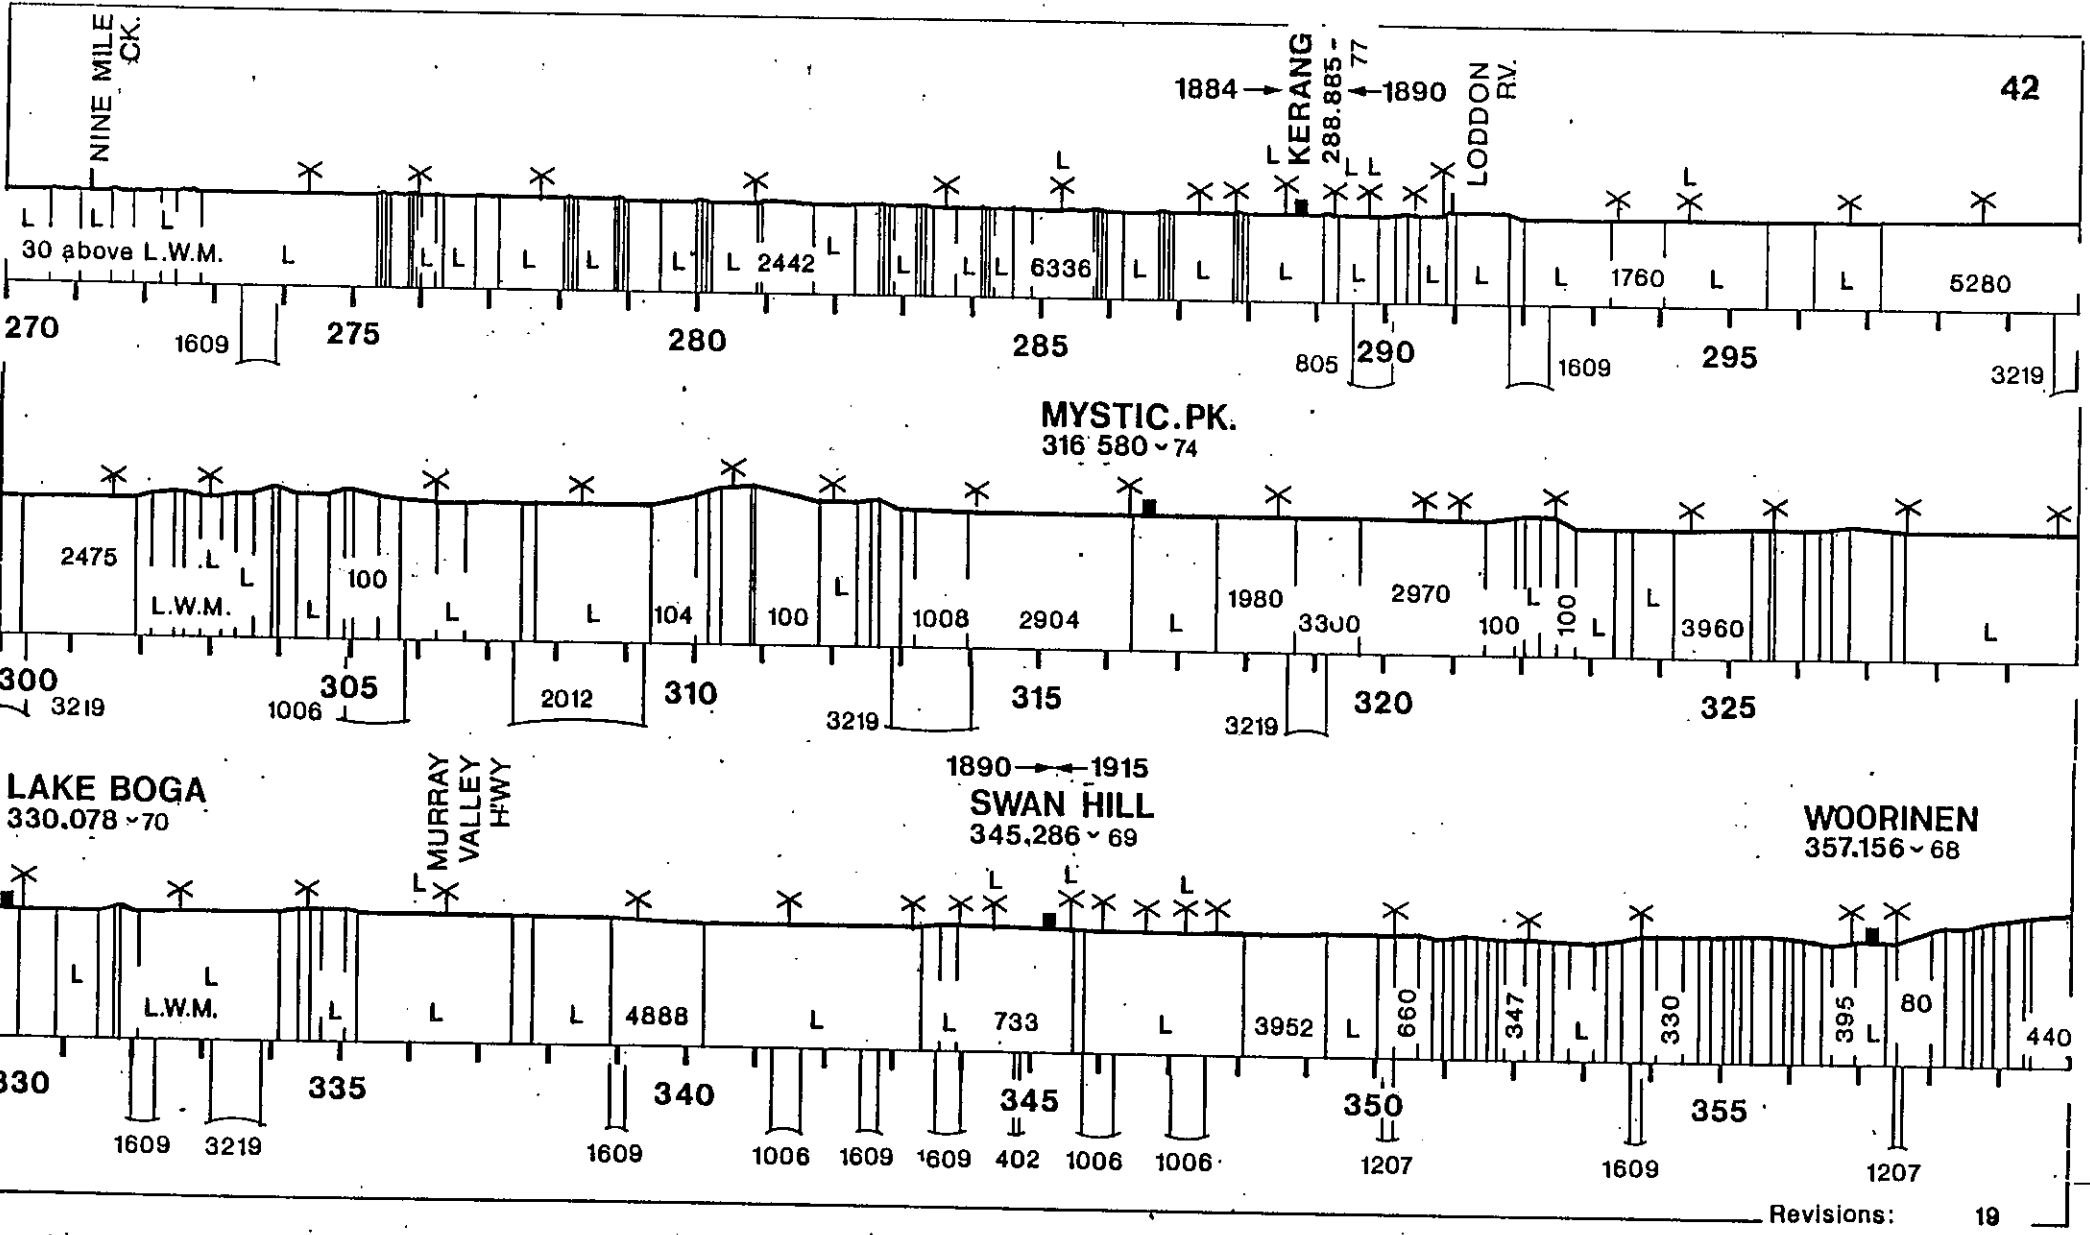 NINE MILE
CK.
1884
KERANG
288.885 - 77
1890
LODDON
RV.
42
L
L
L L
L
L L L
30 above L.W.M.
L
L L
L
L
L
L 2442
L
L
L L
6336
L
L
L
L
L
L
L
1760
L
L
5280
270
1609
275
280
285
805
290
1609
295
3219
MYSTIC.PK.
316 580 ~ 74
2475
L
L
L.W.M.
L
100
L
L
104
100
L
1008
2904
L
1980
3300
2970
100
L
100
L
L
3960
L
300
3219
1006
305
2012
310
3219
315
3219
320
325
LAKE BOGA
330.078 ~ 70
MURRAY
VALLEY
HWY
1890
1915
SWAN HILL
345.286 ~ 69
WOORINEN
357.156 ~ 68
L
L
L
L
L
L
L.W.M.
L
L
L
4888
L
L
733
L
3952
L
660
347
L
330
395
L
80
440
330
1609
3219
335
1609
340
1006
1609
1609
402
345
1006
1006
350
1207
1609
355
1207
Revisions: 19